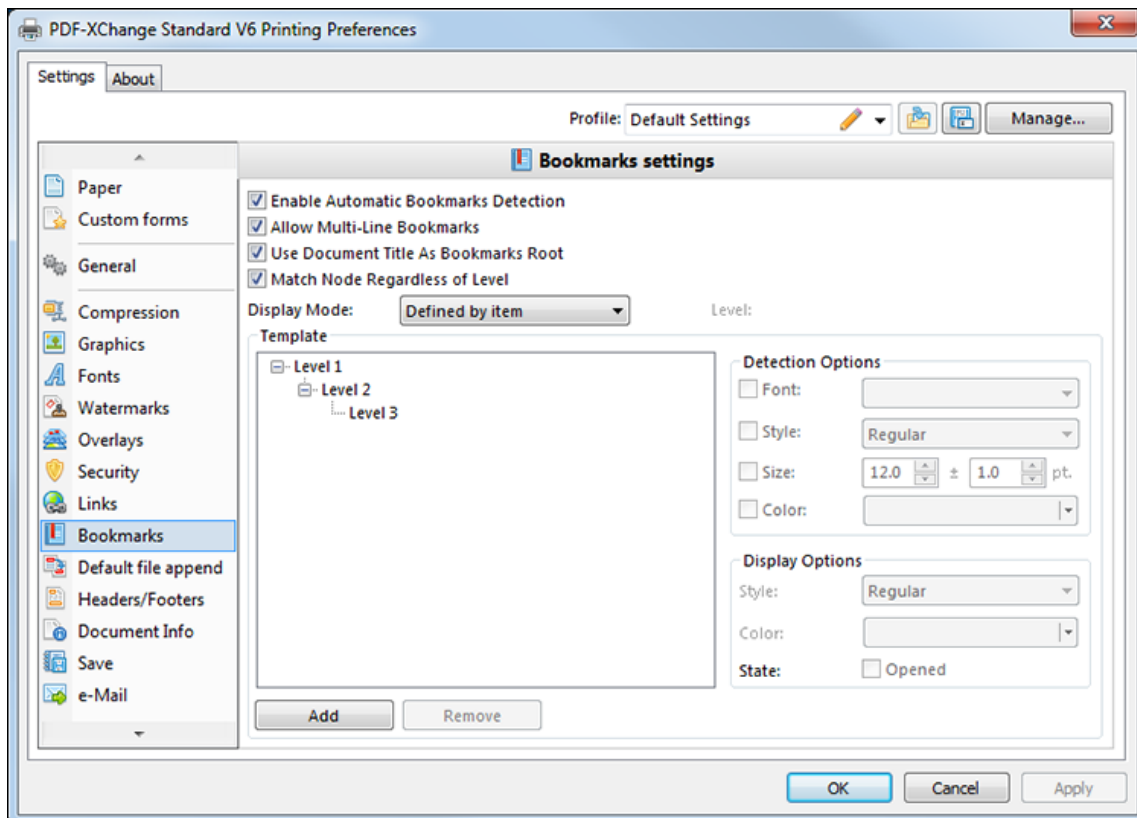 PDF-XChange Standard V6 Printing Preferences
Settings About
Profile: Default Settings Manage...
Bookmarks settings
Paper
Custom forms
General
Compression
Graphics
Fonts
Watermarks
Overlays
Security
Links
Bookmarks
Default file append
Headers/Footers
Document Info
Save
e-Mail
Enable Automatic Bookmarks Detection
Allow Multi-Line Bookmarks
Use Document Title As Bookmarks Root
Match Node Regardless of Level
Display Mode: Defined by item Level:
Template
Level 1
Level 2
Level 3
Add Remove
Detection Options
Font:
Style: Regular
Size: 12.0 ± 1.0 pt.
Color:
Display Options
Style: Regular
Color:
State: Opened
OK Cancel Apply